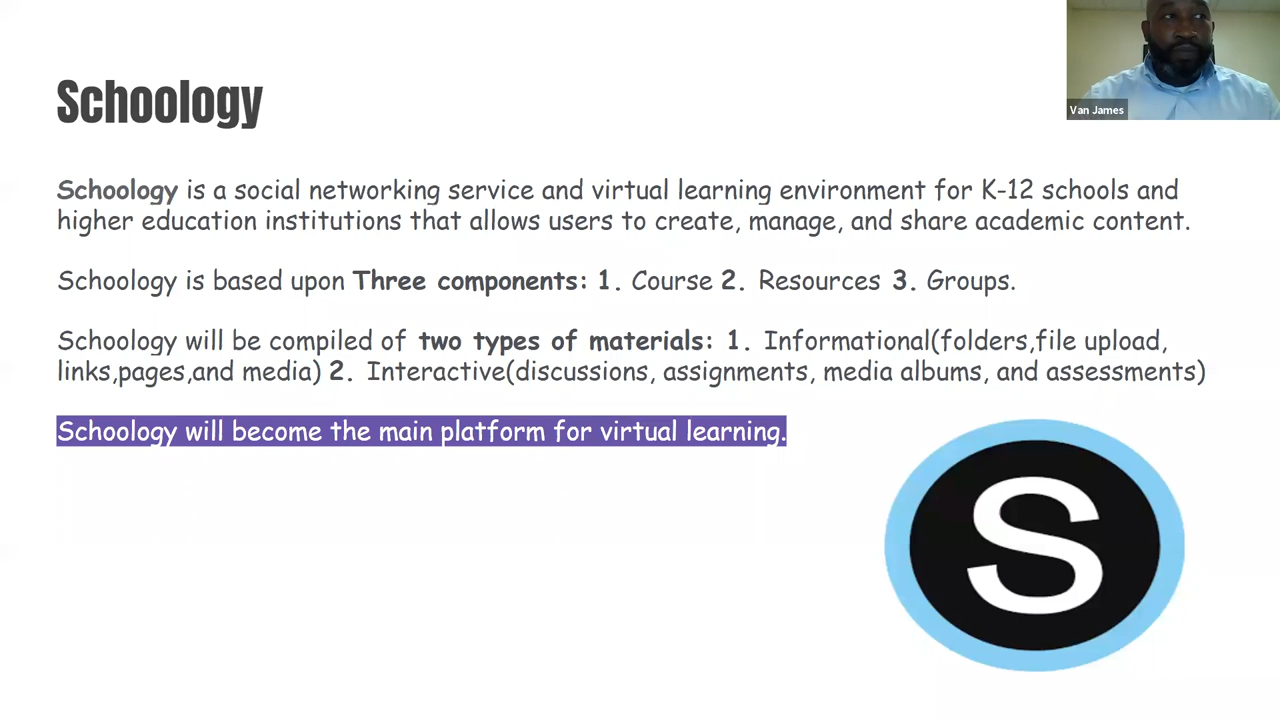 Schoology
Van James
Schoology is a social networking service and virtual learning environment for K-12 schools and
higher education institutions that allows users to create, manage, and share academic content.
Schoology is based upon Three components: 1. Course 2. Resources 3. Groups.
Schoology will be compiled of two types of materials: 1. Informational(folders,file upload,
links,pages,and media) 2. Interactive(discussions, assignments, media albums, and assessments)
Schoology will become the main platform for virtual learning.
S